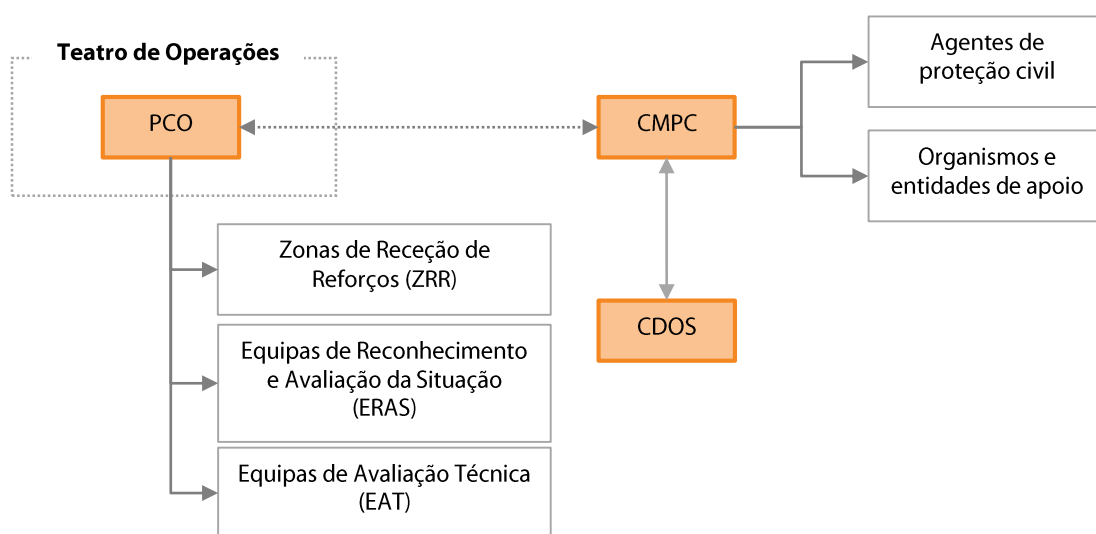 Teatro de Operações
PCO
CMPC
Agentes de
proteção civil
Organismos e
entidades de apoio
Zonas de Receção de
Reforços (ZRR)
CDOS
Equipas de Reconhecimento
e Avaliação da Situação
(ERAS)
Equipas de Avaliação Técnica
(EAT)